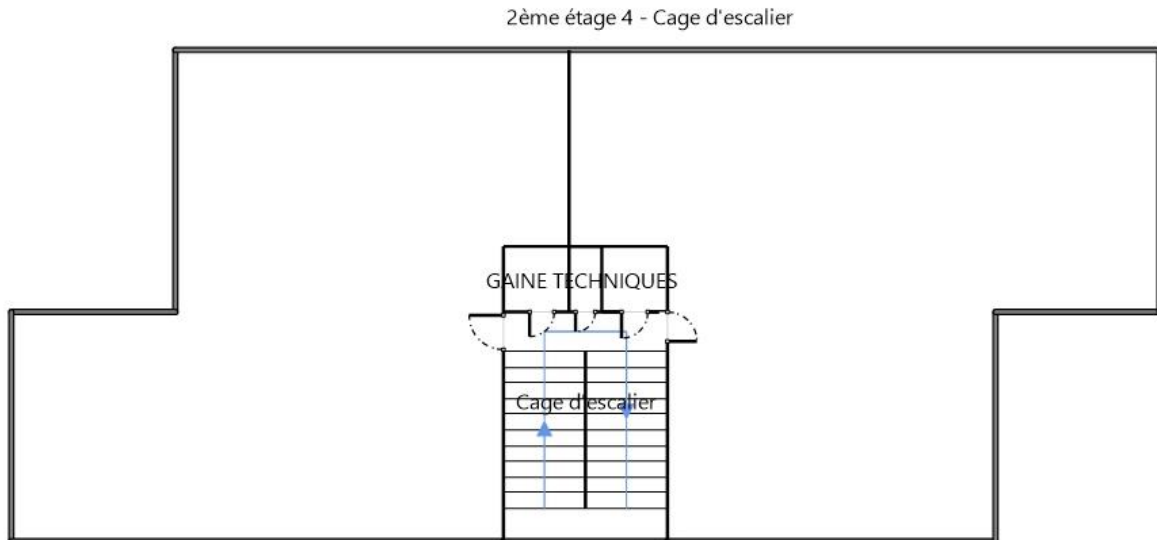 2ème étage 4 - Cage d'escalier
GAINE TECHNIQUES
Cage d'escalier